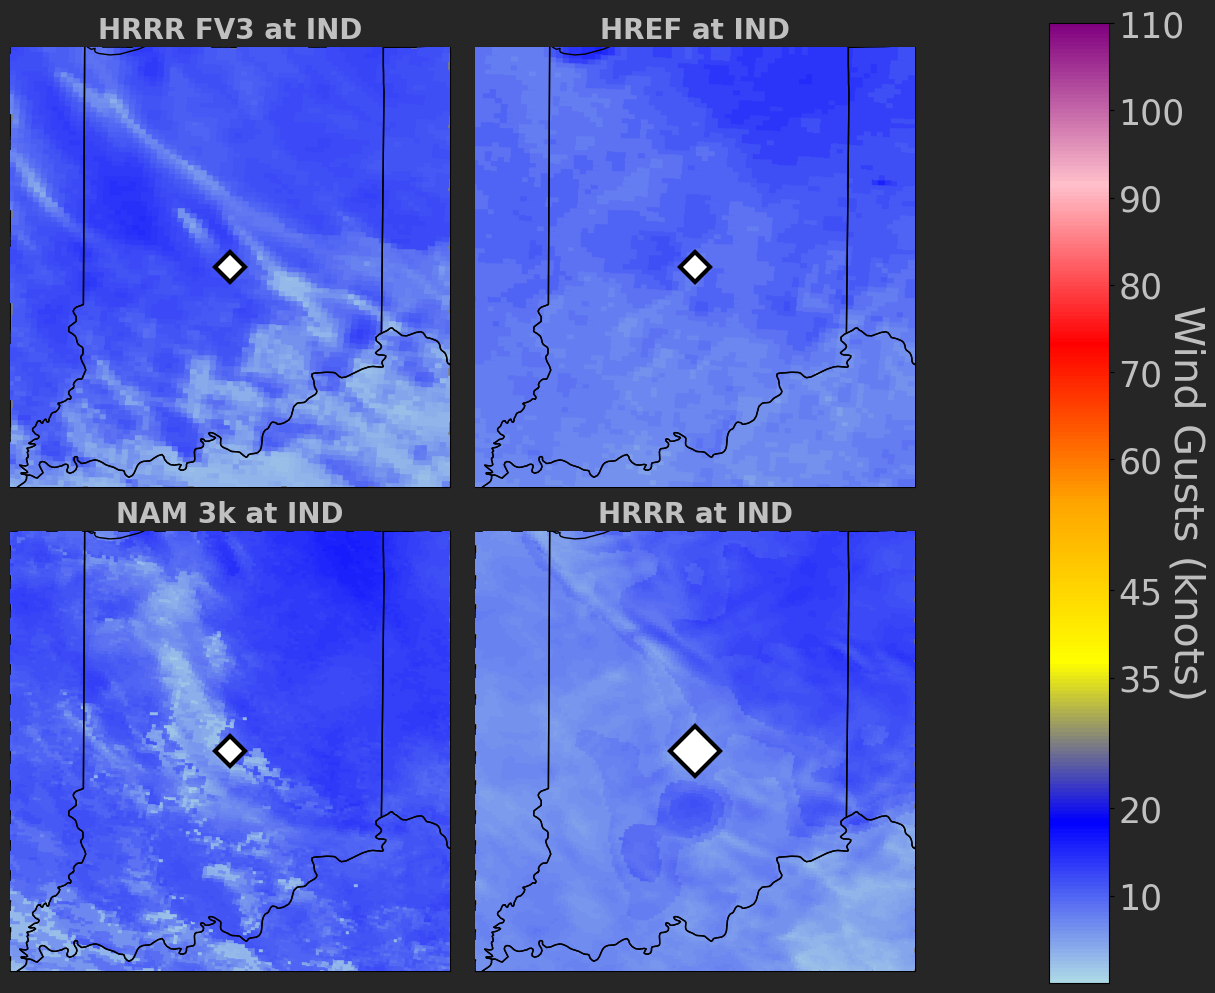 HRRR FV3 at IND
HREF at IND
NAM 3k at IND
HRRR at IND
110
100
90
80
70
60
45
35
20
10
Wind Gusts (knots)